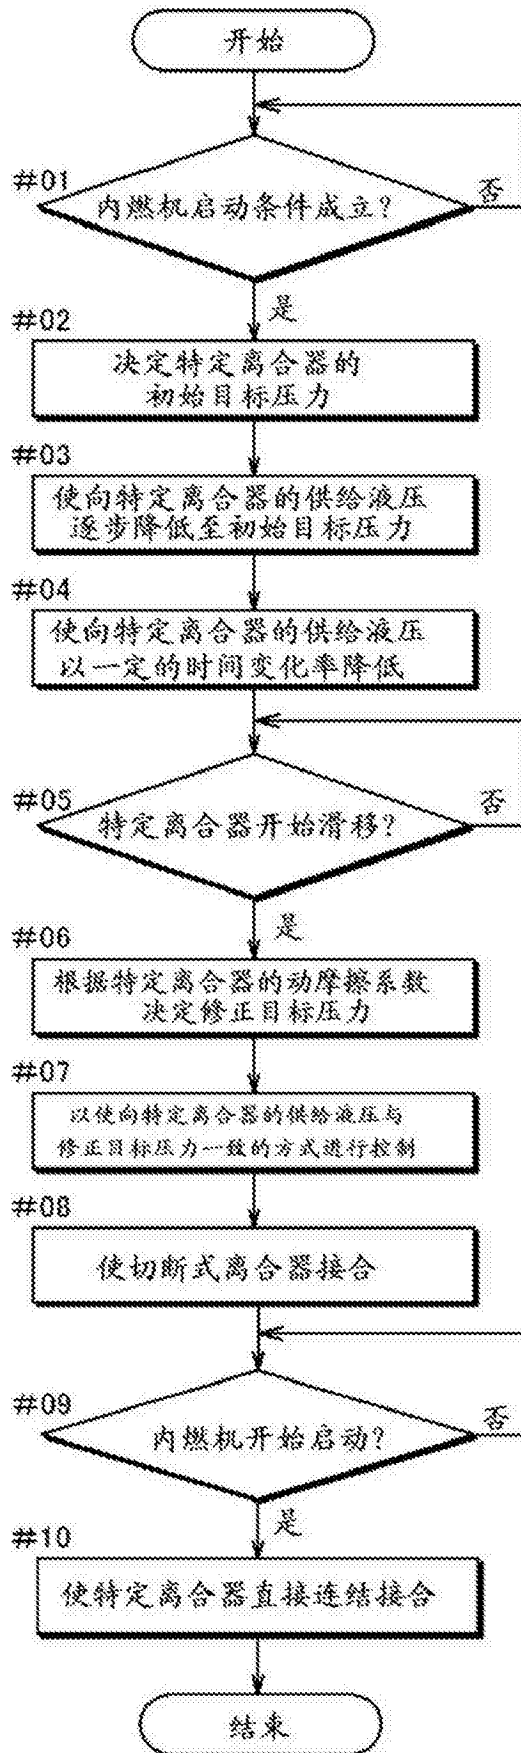 开始
#01
内燃机启动条件成立？
否
是
#02
决定特定离合器的
初始目标压力
#03
使向特定离合器的供给液压
逐步降低至初始目标压力
#04
使向特定离合器的供给液压
以一定的时间变化率降低
#05
特定离合器开始滑移？
否
是
#06
根据特定离合器的动摩擦系数
决定修正目标压力
#07
以使向特定离合器的供给液压与
修正目标压力一致的方式进行控制
#08
使切断式离合器接合
#09
内燃机开始启动？
否
是
#10
使特定离合器直接连结接合
结束